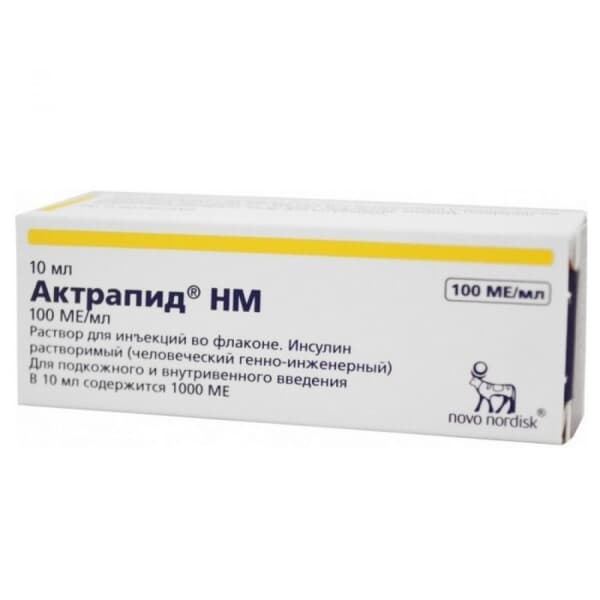 10 мл
Актрапид® НМ
100 МЕ/мл
100 МЕ/мл
Раствор для инъекций во флаконе. Инсулин
растворимый (человеческий генно-инженерный)
Для подкожного и внутривенного введения
В 10 мл содержится 1000 МЕ
novo nordisk®